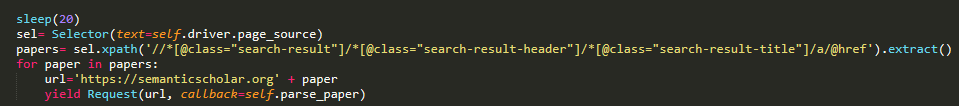 sleep(20)
sel= Selector(text=self.driver.page_source)
papers= sel.xpath('//*[@class="search-result"]/*[@class="search-result-header"]/*[@class="search-result-title"]/a/@href').extract()
for paper in papers:
    url='https://semanticscholar.org' + paper
    yield Request(url, callback=self.parse_paper)